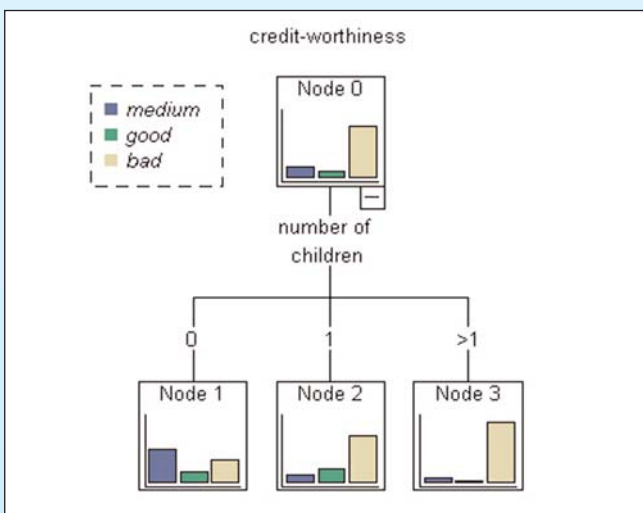 credit-worthiness
medium
good
bad
Node 0
number of
children
0
1
>1
Node 1
Node 2
Node 3